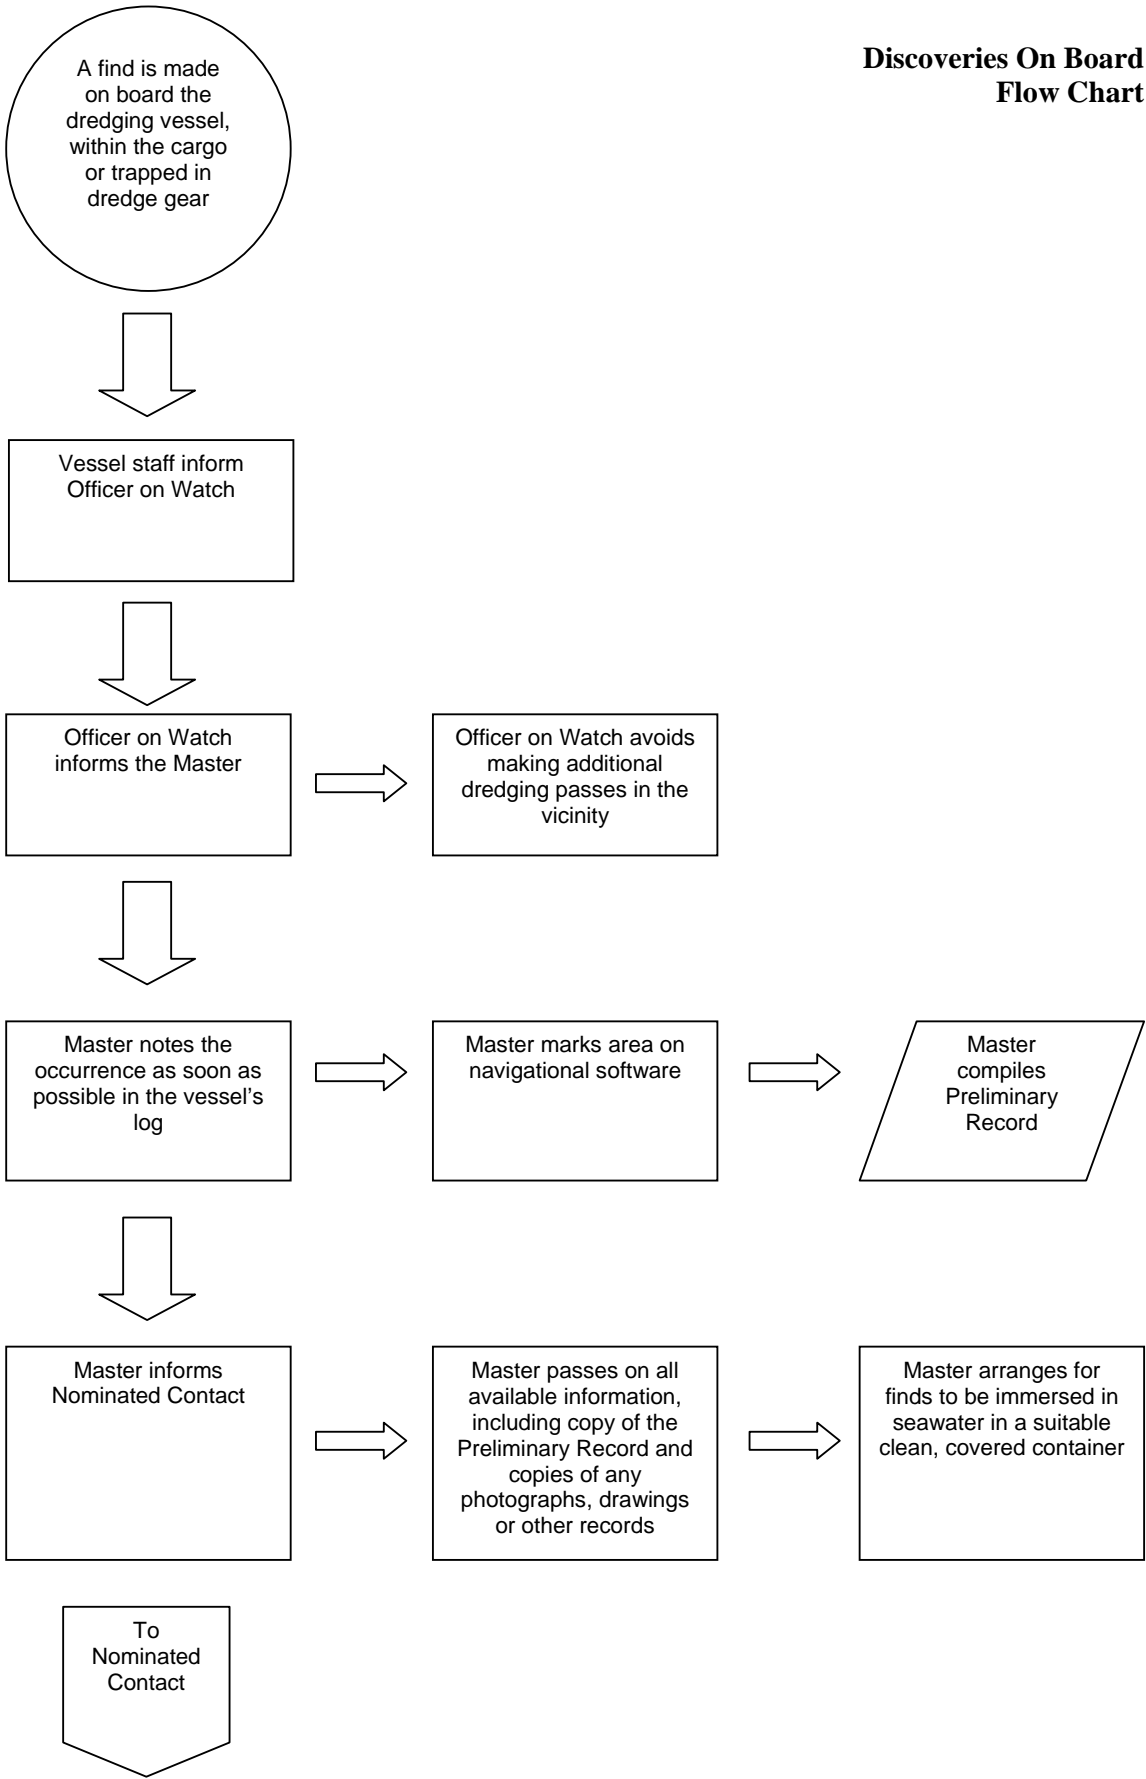 Discoveries On Board
Flow Chart
A find is made
on board the
dredging vessel,
within the cargo
or trapped in
dredge gear
Vessel staff inform
Officer on Watch
Officer on Watch
informs the Master
Officer on Watch avoids
making additional
dredging passes in the
vicinity
Master notes the
occurrence as soon as
possible in the vessel's
log
Master marks area on
navigational software
Master
compiles
Preliminary
Record
Master informs
Nominated Contact
Master passes on all
available information,
including copy of the
Preliminary Record and
copies of any
photographs, drawings
or other records
Master arranges for
finds to be immersed in
seawater in a suitable
clean, covered container
To
Nominated
Contact